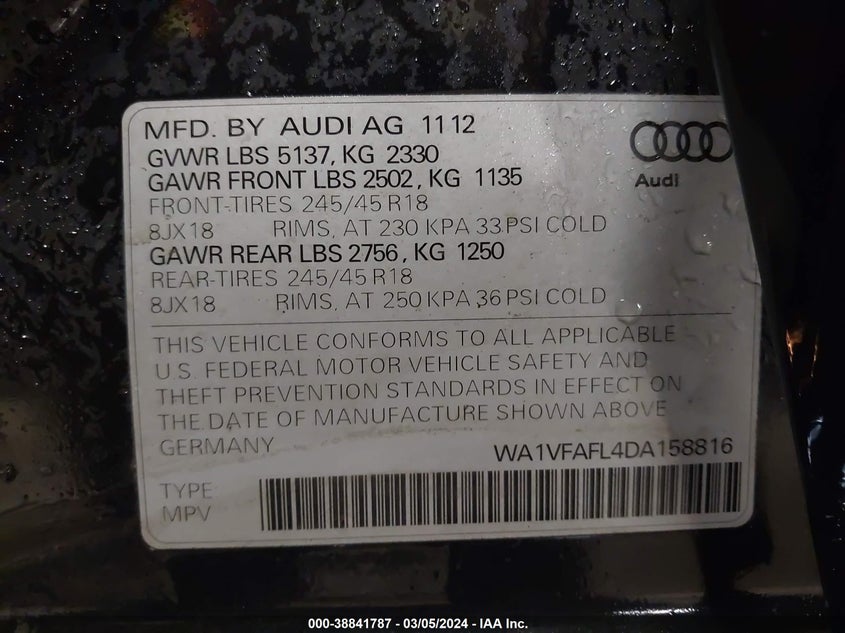 MFD. BY AUDI AG 11 12
GVWR LBS 5137, KG 2330
GAWR FRONT LBS 2502, KG 1135
FRONT-TIRES 245/45 R18
8JX18 RIMS, AT 230 KPA 33 PSI COLD
GAWR REAR LBS 2756, KG 1250
REAR-TIRES 245/45 R18
8JX18 RIMS, AT 250 KPA 36 PSI COLD
Audi
THIS VEHICLE CONFORMS TO ALL APPLICABLE
U.S. FEDERAL MOTOR VEHICLE SAFETY AND
THEFT PREVENTION STANDARDS IN EFFECT ON
THE DATE OF MANUFACTURE SHOWN ABOVE
GERMANY WA1VFAFL4DA158816
TYPE
MPV
000-38841787 - 03/05/2024 - IAA Inc.